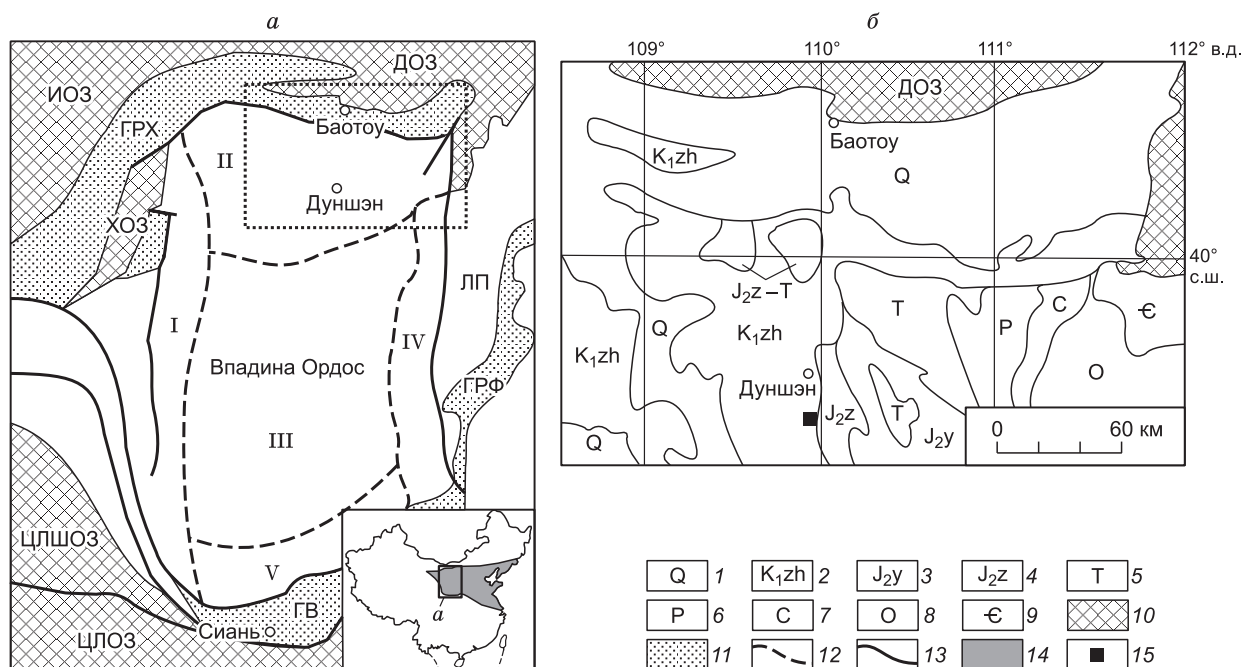 а
ИОЗ
ДОЗ
ГРХ
Баотоу
II
Дуншэн
ХОЗ
ЛП
I
IV
Впадина Ордос
ГРФ
III
ЦЛШОЗ
V
ГВ
Сиань
ЦЛОЗ
а
б
109° 110° 111° 112° в.д.
ДОЗ
Баотоу
K₁zh
Q
40°
с.ш.
J₂z–T
T
C
Є
Q
K₁zh
P
K₁zh
O
Дуншэн
J₂z
T
Q
J₂y
0 60 км
Q 1 K₁zh 2 J₂y 3 J₂z 4 T 5
P 6 C 7 O 8 Є 9 10
11 12 13 14 15